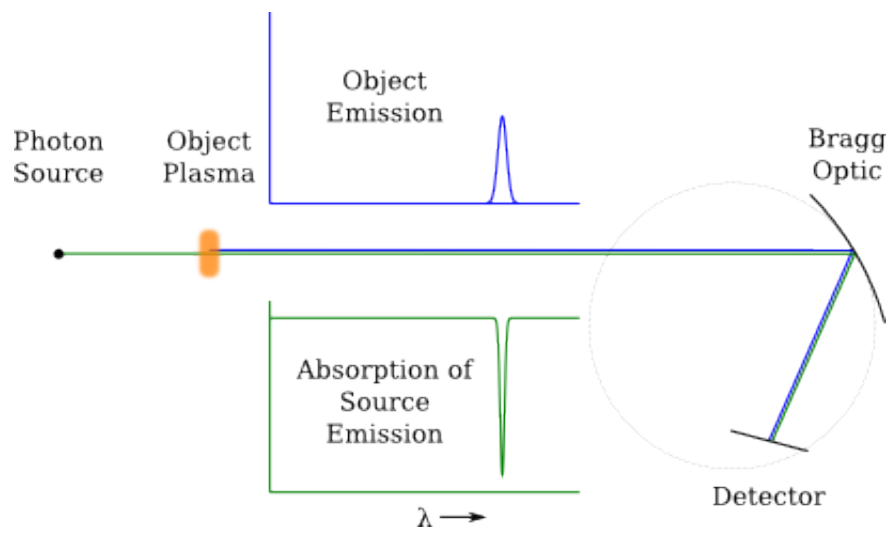 Object
Emission
Photon
Source
Object
Plasma
Bragg
Optic
Absorption of
Source
Emission
Detector
λ